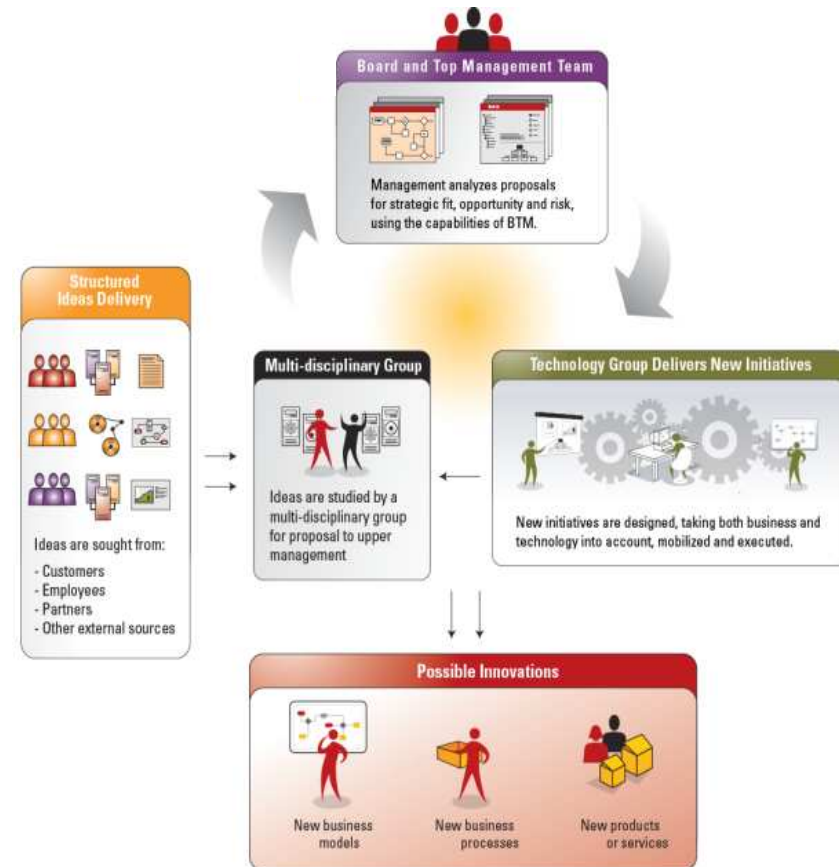 Board and Top Management Team
Management analyzes proposals
for strategic fit, opportunity and risk,
using the capabilities of BTM.
Structured
Ideas Delivery
Ideas are sought from:
- Customers
- Employees
- Partners
- Other external sources
Multi-disciplinary Group
Ideas are studied by a
multi-disciplinary group
for proposal to upper
management
Technology Group Delivers New Initiatives
New initiatives are designed, taking both business and
technology into account, mobilized and executed.
Possible Innovations
New business
models
New business
processes
New products
or services